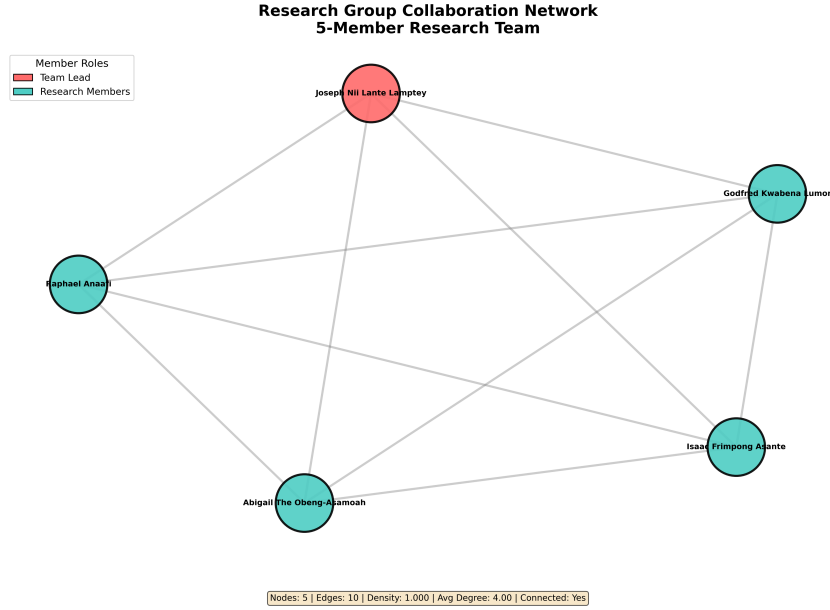 Research Group Collaboration Network
5-Member Research Team
Member Roles
Team Lead
Research Members
Joseph Nii Lante Lamptey
Godfred Kwabena Lumor
Raphael Anaafi
Isaac Frimpong Asante
Abigail The Obeng-Asamoah
Nodes: 5 | Edges: 10 | Density: 1.000 | Avg Degree: 4.00 | Connected: Yes